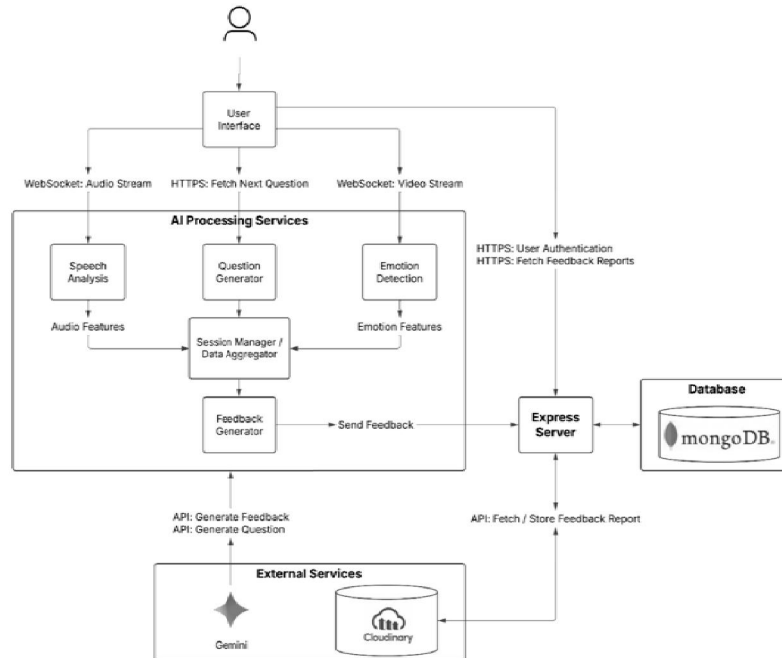 User
Interface
WebSocket: Audio Stream
HTTPS: Fetch Next Question
WebSocket: Video Stream
AI Processing Services
HTTPS: User Authentication
HTTPS: Fetch Feedback Reports
Speech
Analysis
Question
Generator
Emotion
Detection
Audio Features
Emotion Features
Session Manager /
Data Aggregator
Feedback
Generator
Send Feedback
Express
Server
Database
mongoDB®
API: Generate Feedback
API: Generate Question
API: Fetch / Store Feedback Report
External Services
Gemini
Cloudinary